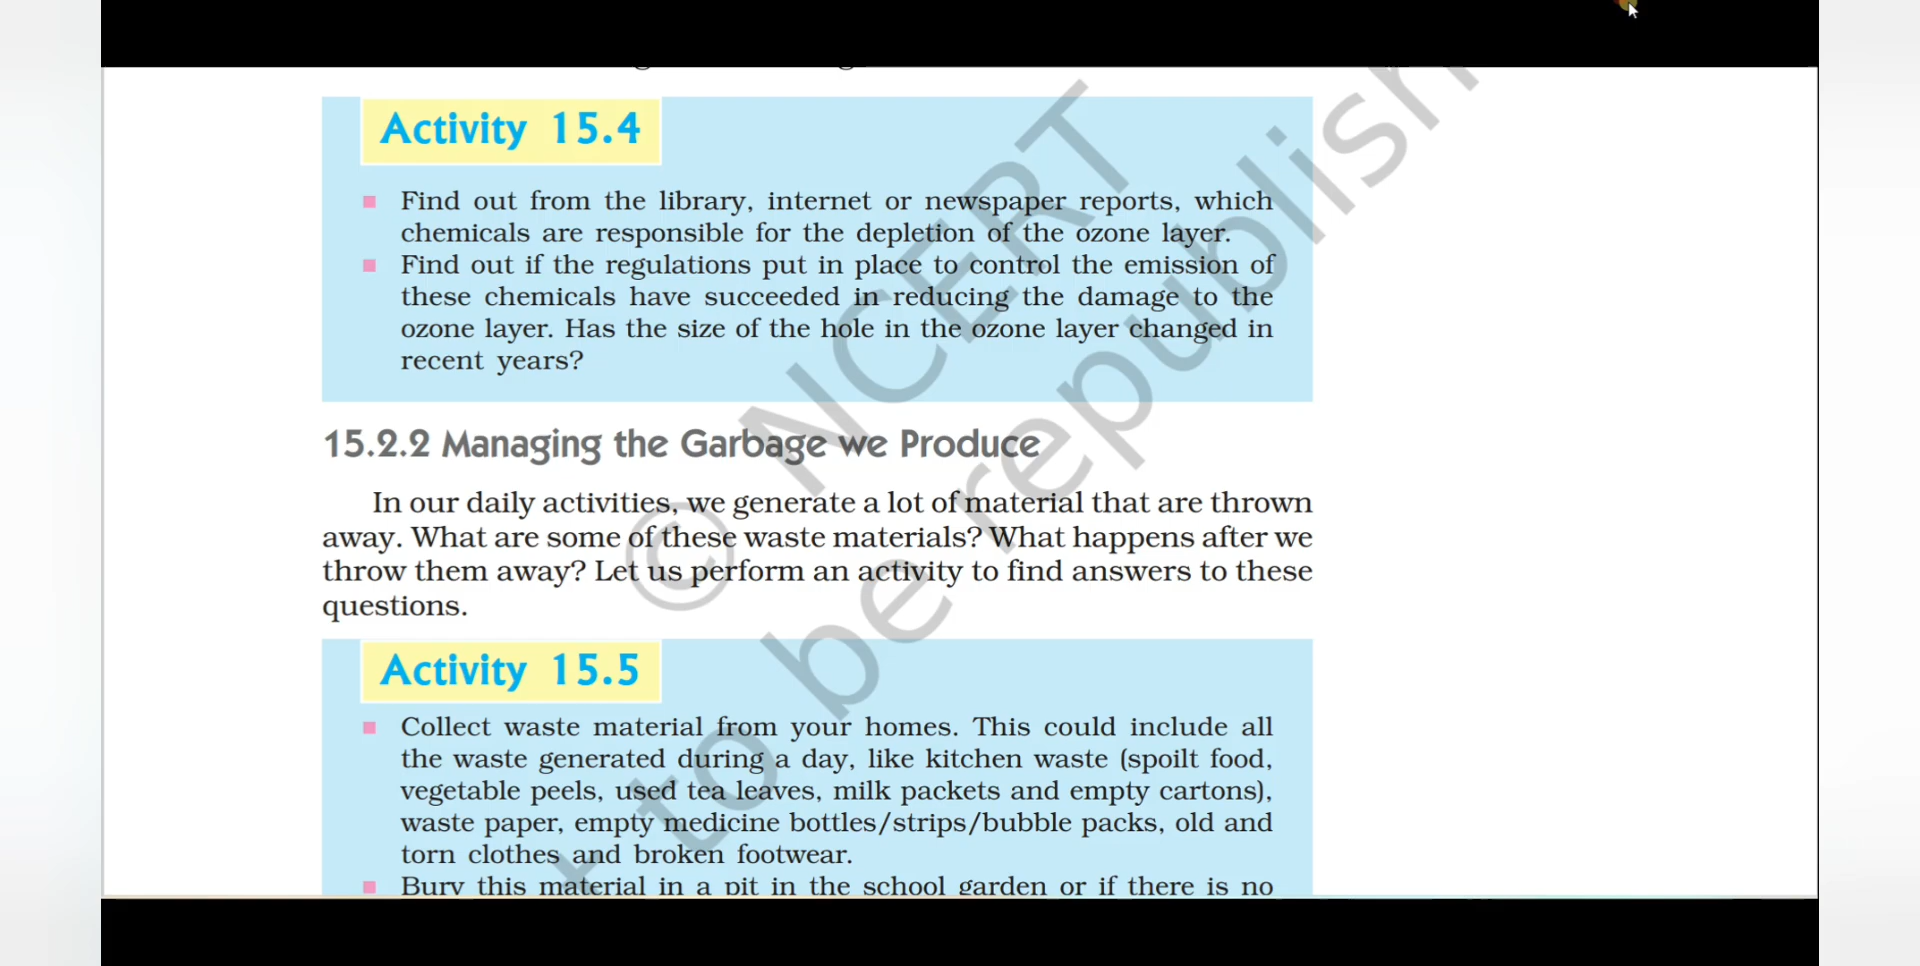 Activity 15.4
Find out from the library, internet or newspaper reports, which
chemicals are responsible for the depletion of the ozone layer.
Find out if the regulations put in place to control the emission of
these chemicals have succeeded in reducing the damage to the
ozone layer. Has the size of the hole in the ozone layer changed in
recent years?
15.2.2 Managing the Garbage we Produce
In our daily activities, we generate a lot of material that are thrown
away. What are some of these waste materials? What happens after we
throw them away? Let us perform an activity to find answers to these
questions.
Activity 15.5
Collect waste material from your homes. This could include all
the waste generated during a day, like kitchen waste (spoilt food,
vegetable peels, used tea leaves, milk packets and empty cartons),
waste paper, empty medicine bottles/strips/bubble packs, old and
torn clothes and broken footwear.
Bury this material in a pit in the school garden or if there is no
© NCERT
to be republish